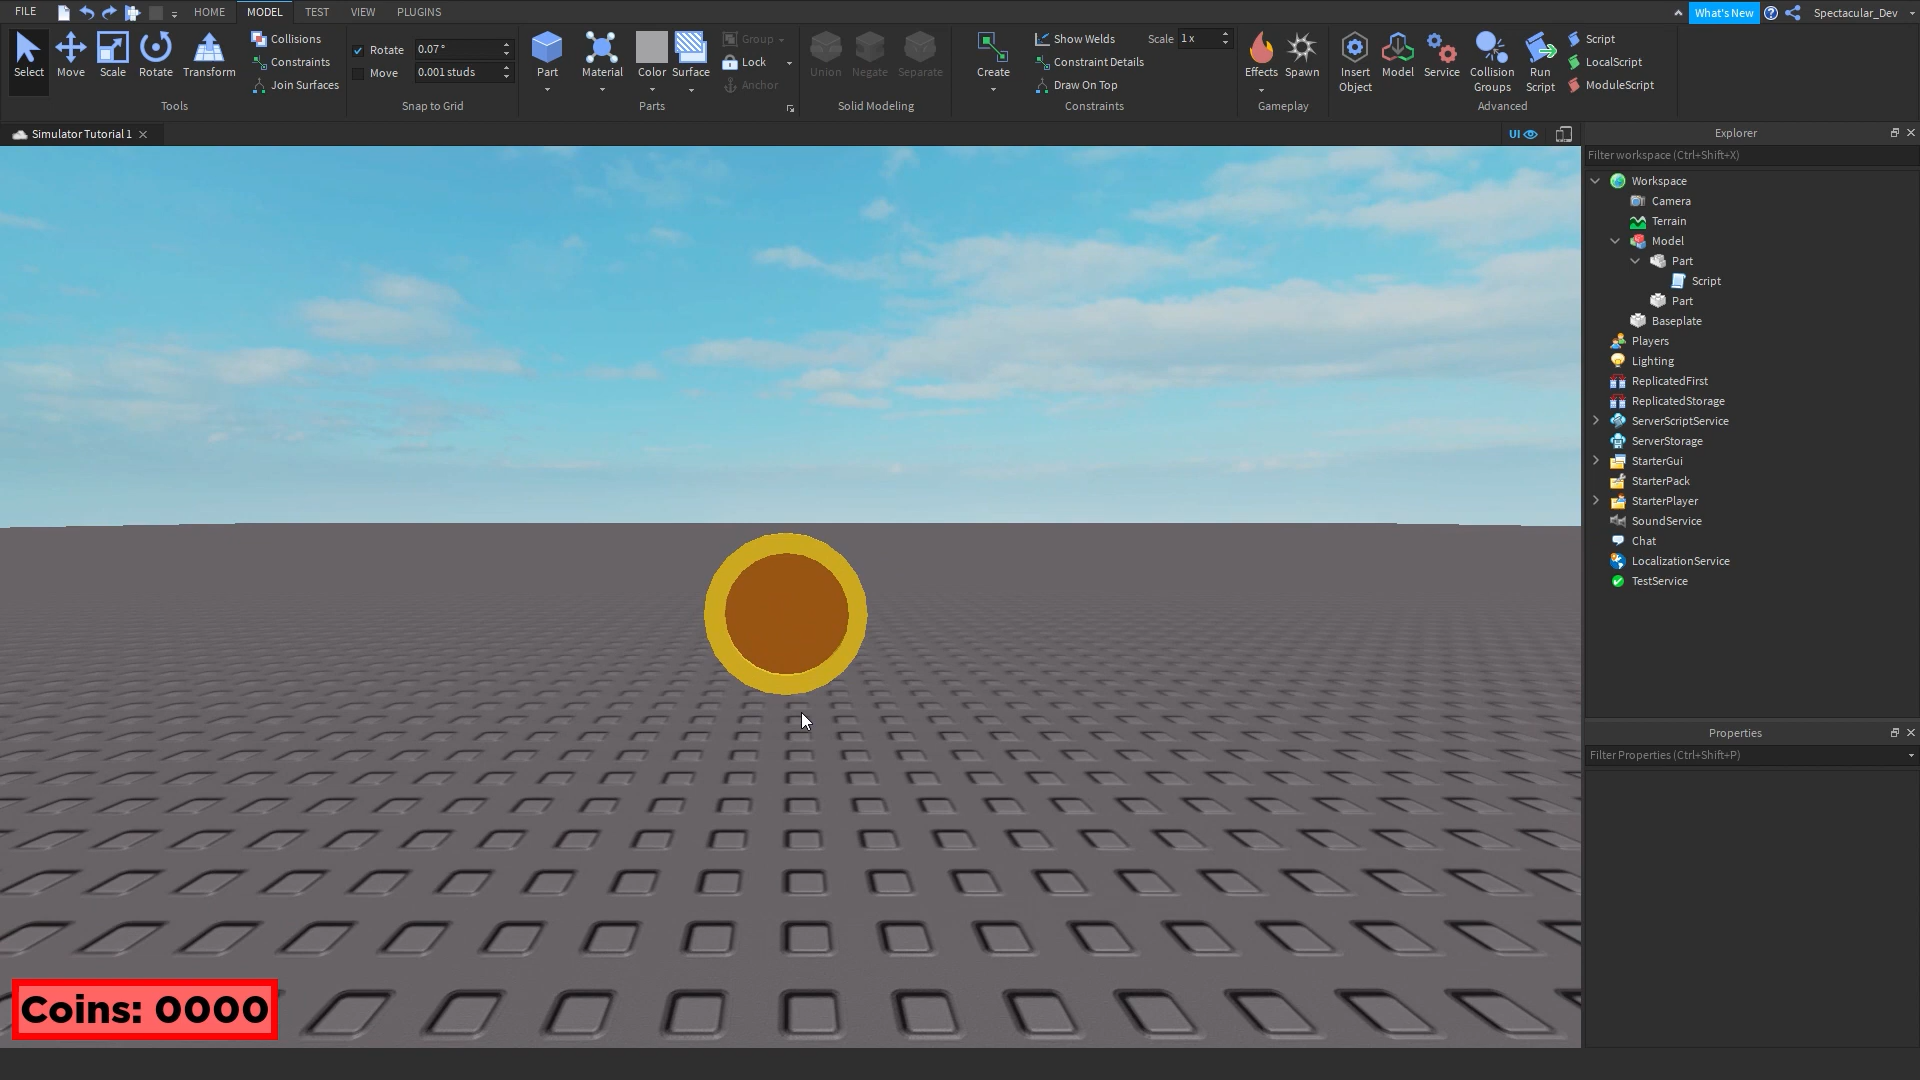 FILE HOME MODEL TEST VIEW PLUGINS What's New Spectacular_Dev
Select Move Scale Rotate Transform
Collisions
Constraints
Join Surfaces
Tools
Rotate 0.07 °
Move 0.001 studs
Snap to Grid
Part Material Color Surface
Group
Lock
Anchor
Parts
Union Negate Separate
Solid Modeling
Create
Show Welds Scale 1 x
Constraint Details
Draw On Top
Constraints
Effects Spawn
Gameplay
Insert Object
Model
Service
Collision Groups
Run Script
Script
LocalScript
ModuleScript
Advanced
Simulator Tutorial 1
UI
Explorer
Filter workspace (Ctrl+Shift+X)
Workspace
Camera
Terrain
Model
Part
Script
Part
Baseplate
Players
Lighting
ReplicatedFirst
ReplicatedStorage
ServerScriptService
ServerStorage
StarterGui
StarterPack
StarterPlayer
SoundService
Chat
LocalizationService
TestService
Properties
Filter Properties (Ctrl+Shift+P)
Coins: 0000